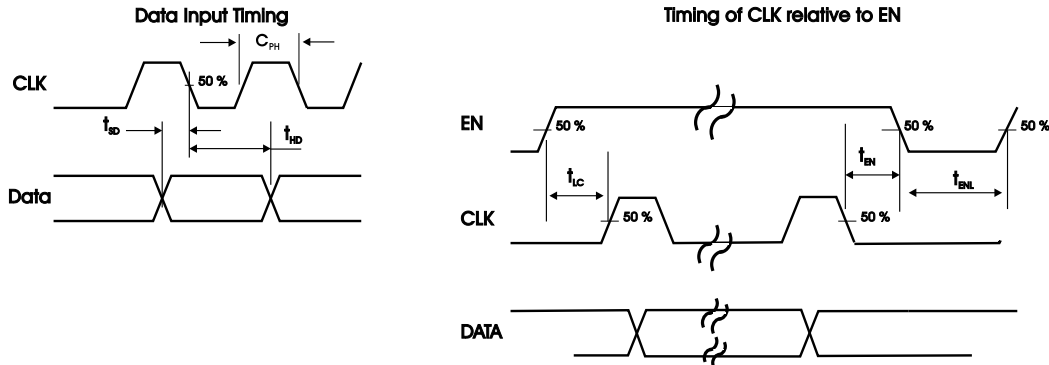 Data Input Timing
C_PH
CLK
50 %
t_SD
t_HD
Data
Timing of CLK relative to EN
EN
50 %
50 %
50 %
t_LC
t_EN
t_ENL
CLK
50 %
50 %
DATA